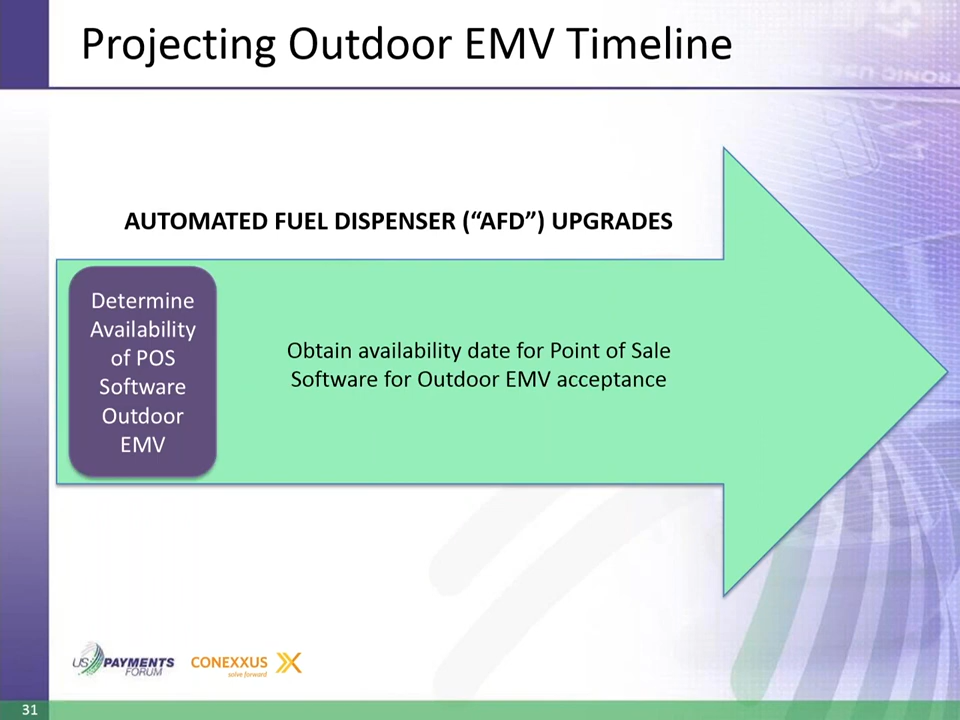 Projecting Outdoor EMV Timeline
AUTOMATED FUEL DISPENSER (“AFD”) UPGRADES
Determine
Availability
of POS
Software
Outdoor
EMV
Obtain availability date for Point of Sale
Software for Outdoor EMV acceptance
US PAYMENTS
FORUM
CONEXXUS
solve forward
31